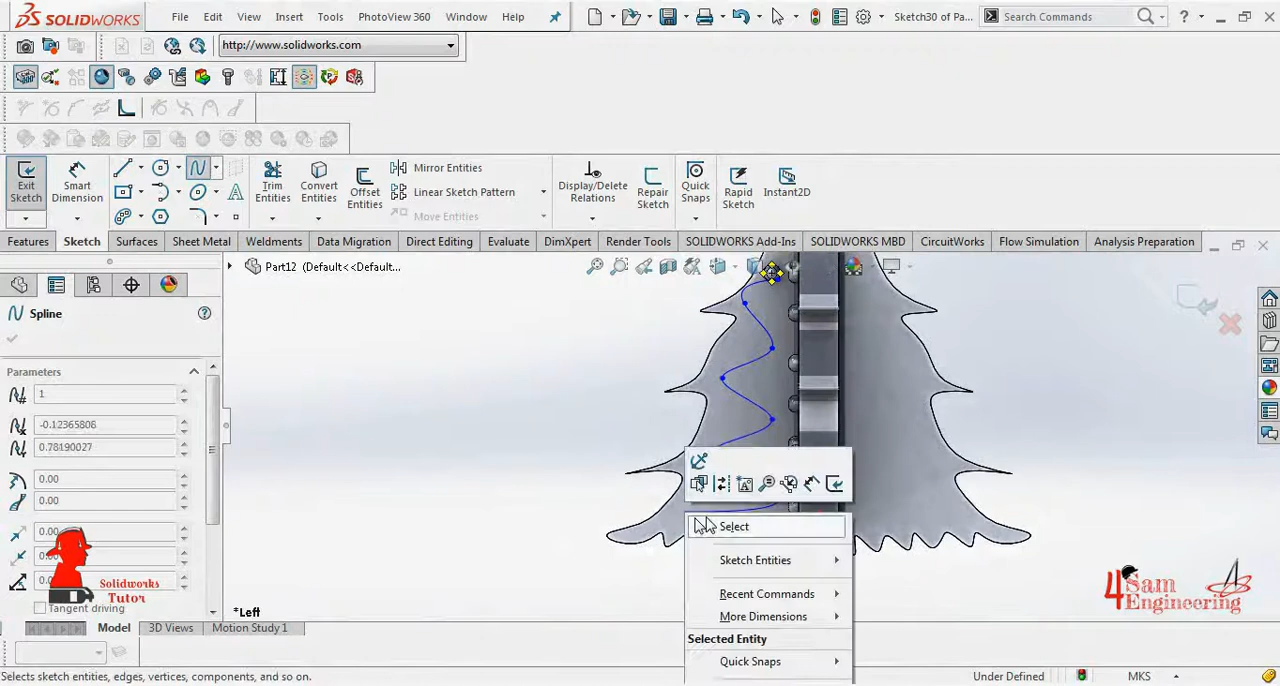 SOLIDWORKS File Edit View Insert Tools PhotoView 360 Window Help Sketch30 of Pa... Search Commands
http://www.solidworks.com
Exit Sketch
Smart Dimension
Trim Entities
Convert Entities
Offset Entities
Mirror Entities
Linear Sketch Pattern
Move Entities
Display/Delete Relations
Repair Sketch
Quick Snaps
Rapid Sketch
Instant2D
Features Sketch Surfaces Sheet Metal Weldments Data Migration Direct Editing Evaluate DimXpert Render Tools SOLIDWORKS Add-Ins SOLIDWORKS MBD CircuitWorks Flow Simulation Analysis Preparation
Part12 (Default<<Default...
Spline
Parameters
1
-0.12365808
0.78190027
0.00
0.00
0.00
0.00
0.0
Tangent driving
Solidworks
Tutor
Select
Sketch Entities
Recent Commands
More Dimensions
Selected Entity
Quick Snaps
4Sam
Engineering
*Left
Model 3D Views Motion Study 1
Selects sketch entities, edges, vertices, components, and so on. Under Defined MKS